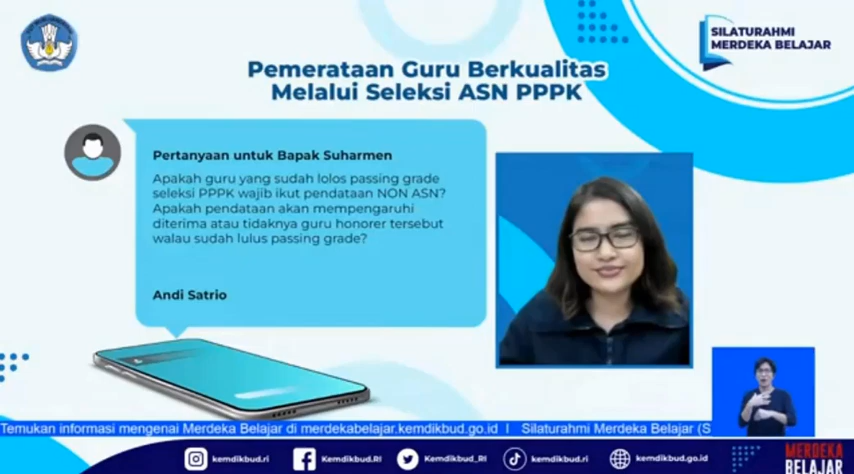 SILATURAHMI
MERDEKA BELAJAR
Pemerataan Guru Berkualitas
Melalui Seleksi ASN PPPK
Pertanyaan untuk Bapak Suharmen
Apakah guru yang sudah lolos passing grade
seleksi PPPK wajib ikut pendataan NON ASN?
Apakah pendataan akan mempengaruhi
diterima atau tidaknya guru honorer tersebut
walau sudah lulus passing grade?
Andi Satrio
Temukan informasi mengenai Merdeka Belajar di merdekabelajar.kemdikbud.go.id I Silaturahmi Merdeka Belajar (S
kemdikbud.ri Kemdikbud.RI Kemdikbud_RI kemdikbud.ri kemdikbud.go.id
MERDEKA
BELAJAR